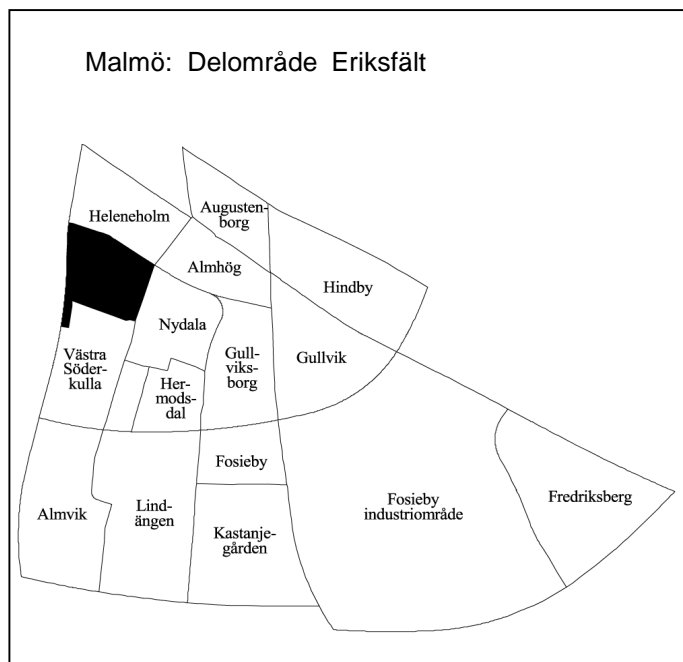 Malmö: Delområde Eriksfält
Heleneholm
Augusten-
borg
Almhög
Hindby
Nydala
Gullvik
Västra
Söder-
kulla
Gull-
viks-
borg
Her-
mods-
dal
Fosieby
Almvik
Lind-
ängen
Kastanje-
gården
Fosieby
industriområde
Fredriksberg